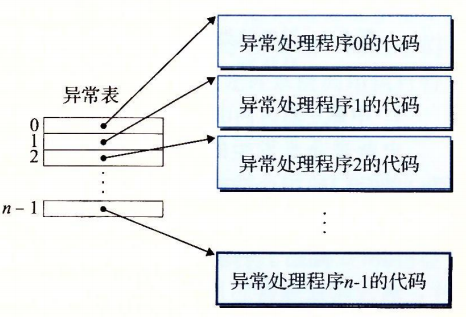 异常处理程序0的代码
异常表
异常处理程序1的代码
0
1
2
异常处理程序2的代码
n – 1
异常处理程序n-1的代码